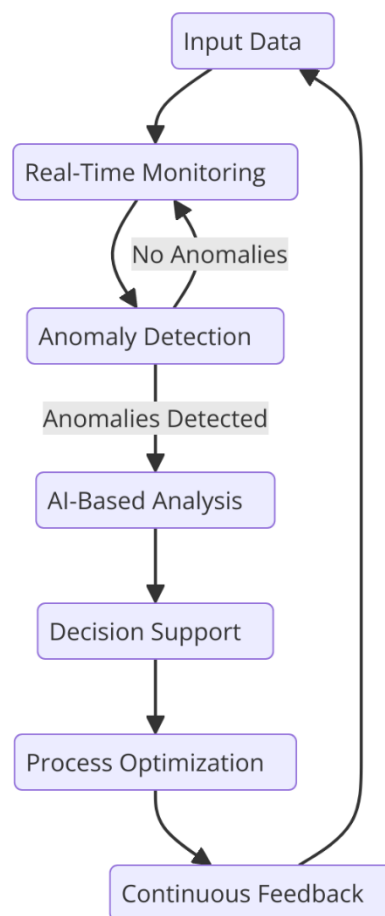 Input Data
Real-Time Monitoring
No Anomalies
Anomaly Detection
Anomalies Detected
AI-Based Analysis
Decision Support
Process Optimization
Continuous Feedback